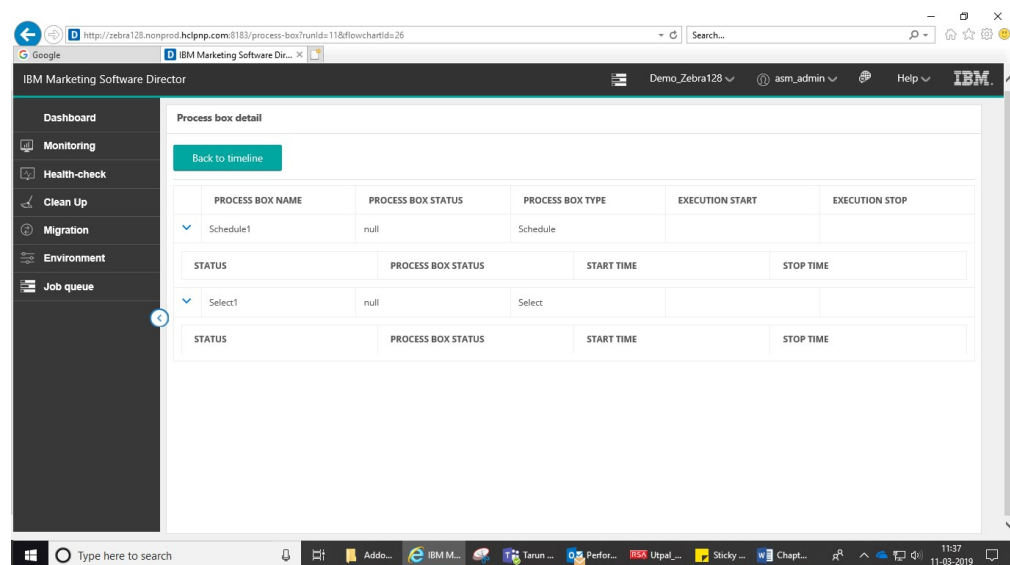 http://zebra128.nonprod.hclpnp.com:8183/process-box?runId=11&flowchartId=26
Search...
Google
IBM Marketing Software Dir...
IBM Marketing Software Director
Demo_Zebra128
asm_admin
Help
IBM
Dashboard
Monitoring
Health-check
Clean Up
Migration
Environment
Job queue
Process box detail
Back to timeline
PROCESS BOX NAME PROCESS BOX STATUS PROCESS BOX TYPE EXECUTION START EXECUTION STOP
Schedule1 null Schedule
STATUS PROCESS BOX STATUS START TIME STOP TIME
Select1 null Select
STATUS PROCESS BOX STATUS START TIME STOP TIME
Type here to search
Addo...
IBM M...
Tarun ...
Perfor...
RSA Utpal_...
Sticky ...
Chapt...
11:37
11-03-2019